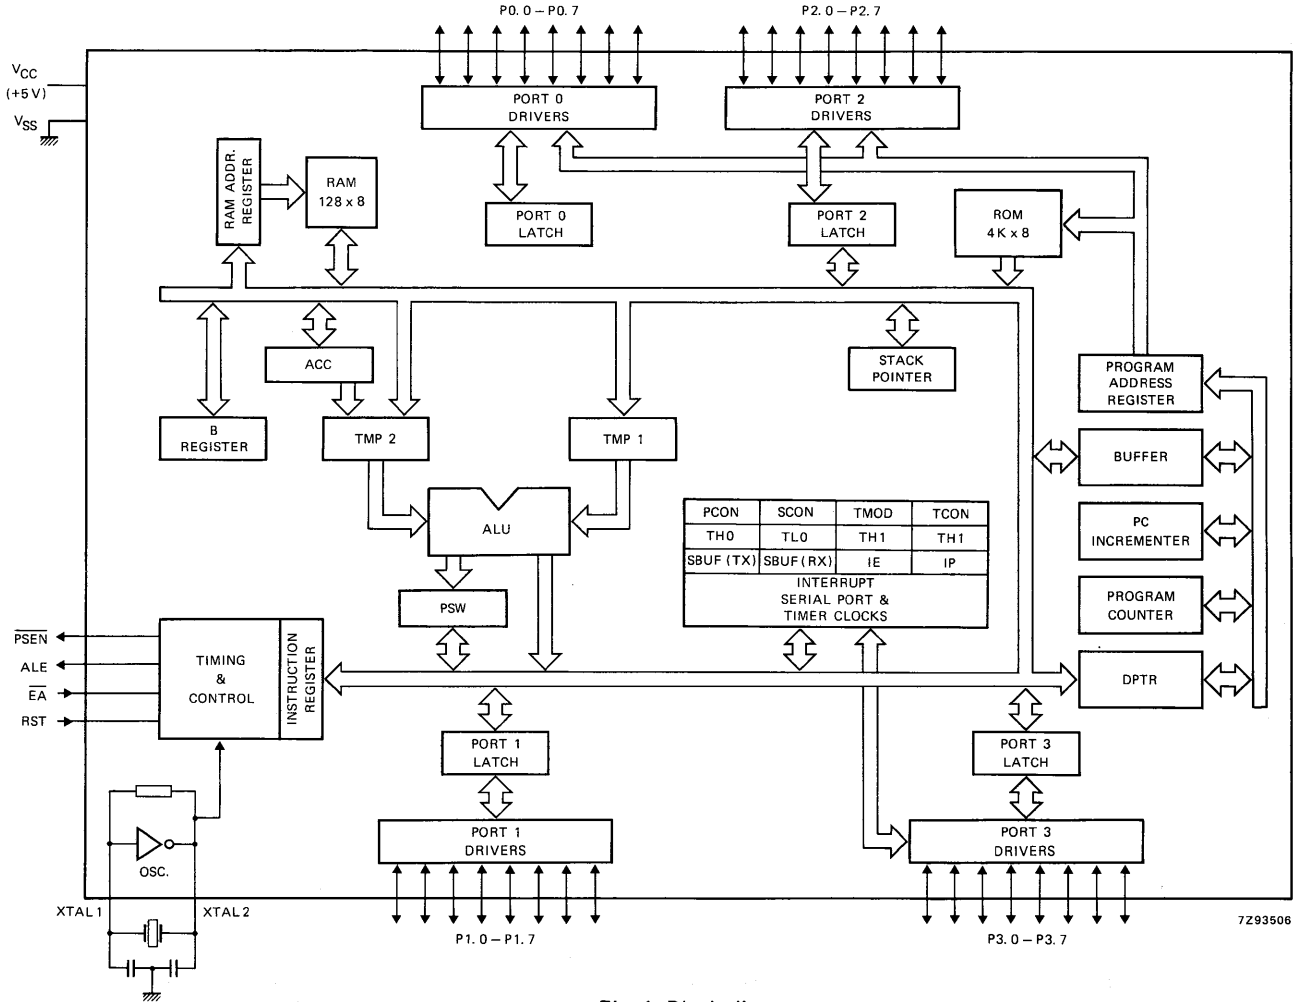 P0.0 – P0.7
P2.0 – P2.7
VCC
(+5 V)
VSS
PORT 0
DRIVERS
PORT 2
DRIVERS
RAM ADDR.
REGISTER
RAM
128 x 8
PORT 0
LATCH
PORT 2
LATCH
ROM
4K x 8
ACC
STACK
POINTER
PROGRAM
ADDRESS
REGISTER
B
REGISTER
TMP 2
TMP 1
BUFFER
ALU
PCON SCON TMOD TCON
TH0 TL0 TH1 TH1
SBUF (TX) SBUF (RX) IE IP
INTERRUPT
SERIAL PORT &
TIMER CLOCKS
PC
INCREMENTER
PSW
PROGRAM
COUNTER
PSEN
ALE
EA
RST
TIMING
&
CONTROL
INSTRUCTION
REGISTER
DPTR
PORT 1
LATCH
PORT 3
LATCH
OSC.
PORT 1
DRIVERS
PORT 3
DRIVERS
XTAL 1
XTAL 2
7Z93506
P1.0 – P1.7
P3.0 – P3.7